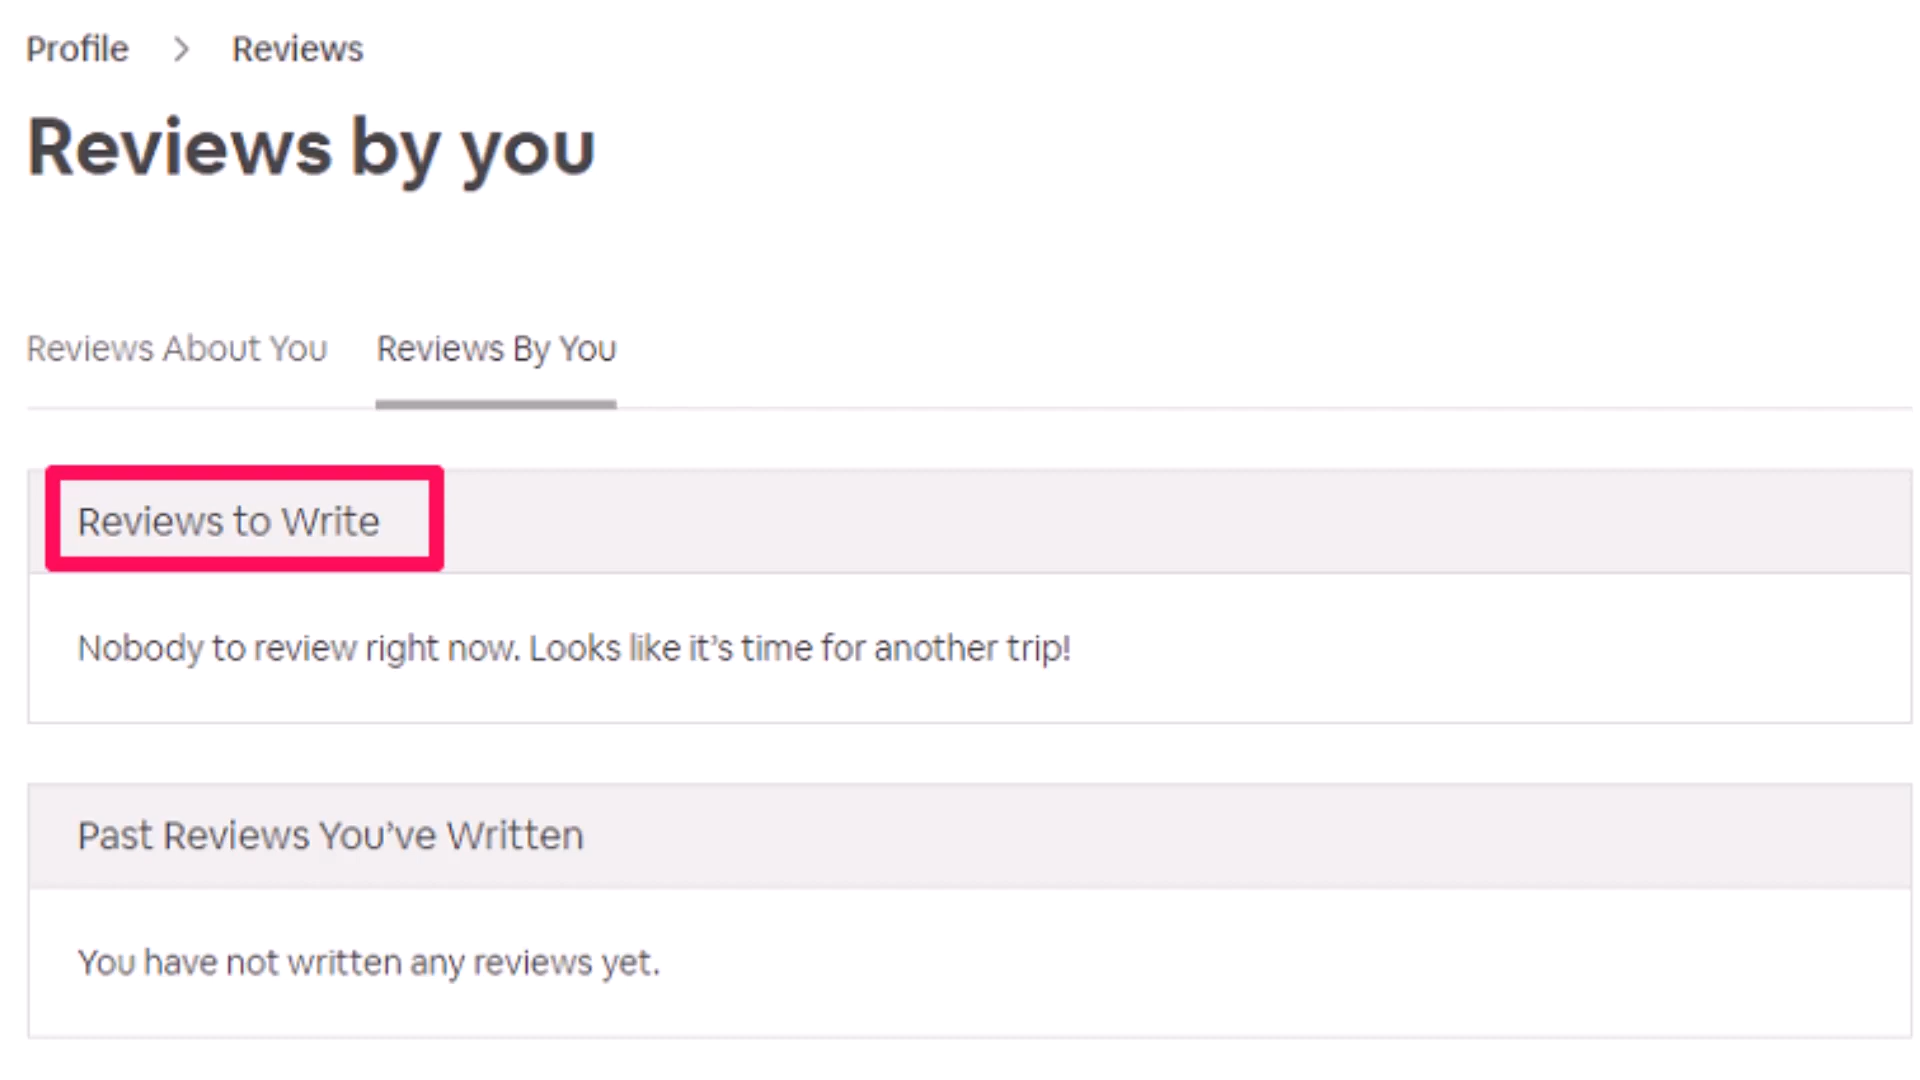 Profile > Reviews
Reviews by you
Reviews About You Reviews By You
Reviews to Write
Nobody to review right now. Looks like it’s time for another trip!
Past Reviews You’ve Written
You have not written any reviews yet.